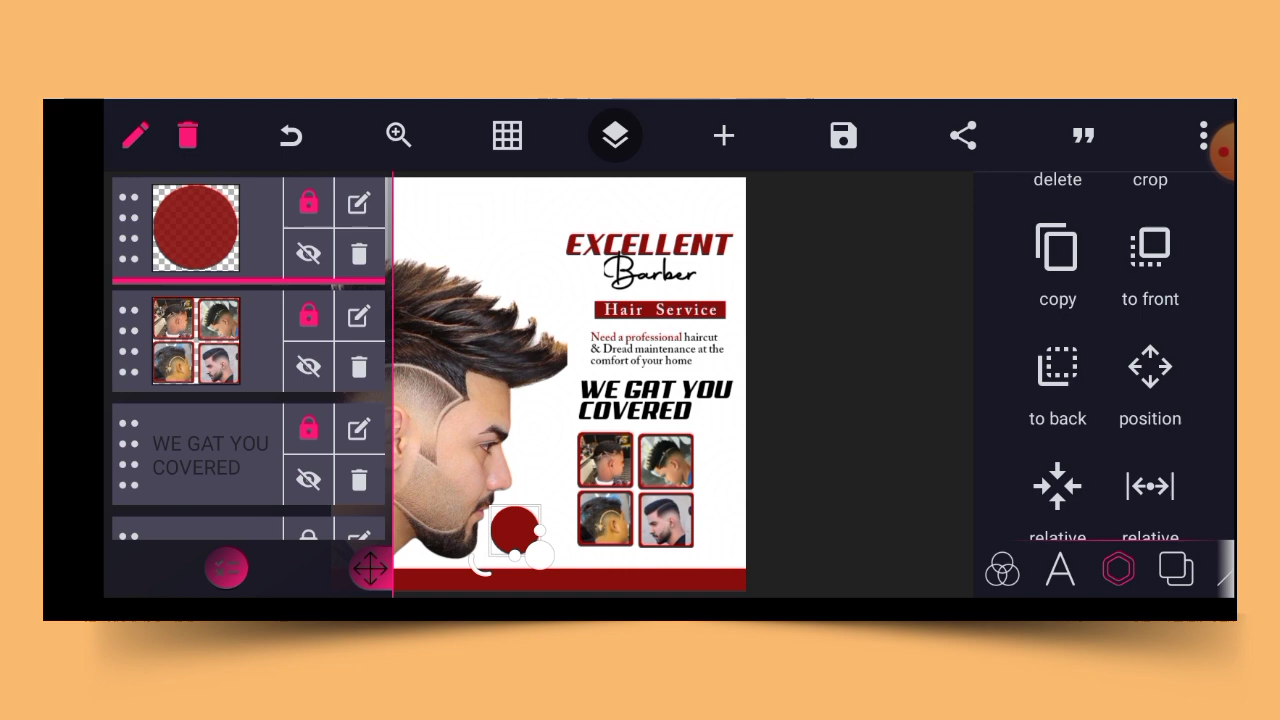 delete crop
EXCELLENT
Barber
Hair Service
Need a professional haircut
& Dread maintenance at the
comfort of your home
WE GAT YOU
COVERED
WE GAT YOU
COVERED
copy to front
to back position
relative relative